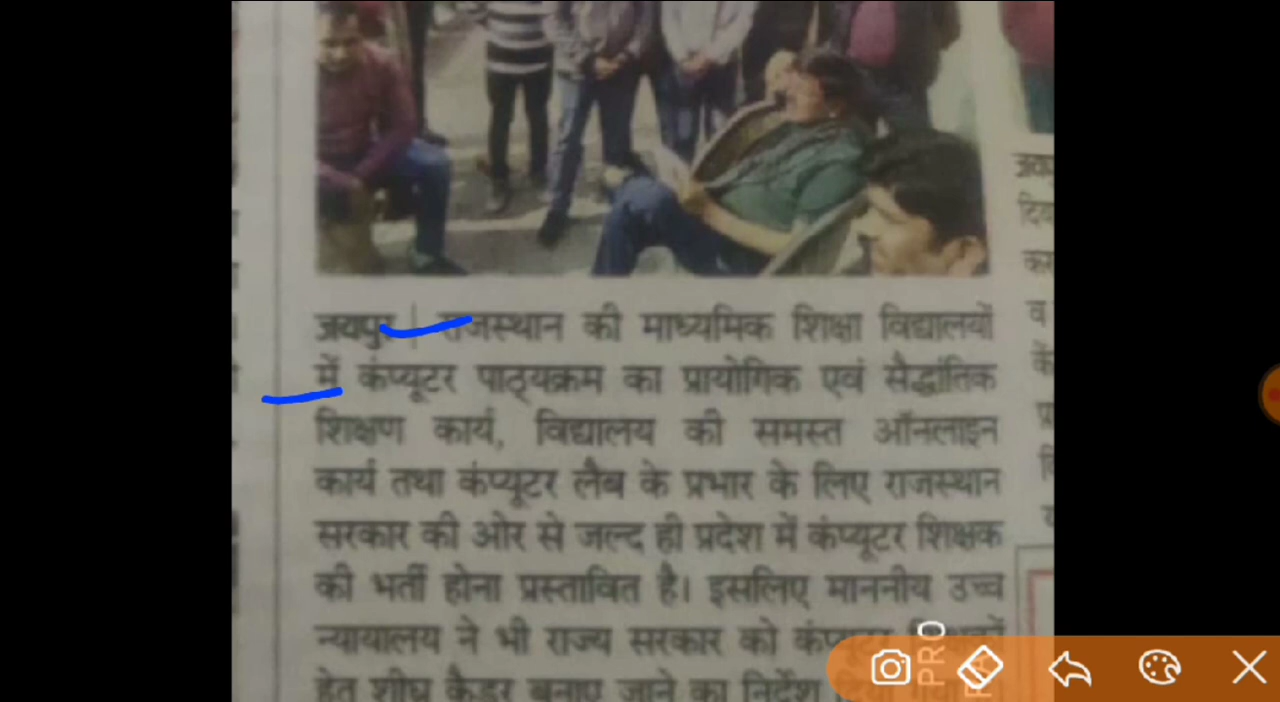 जयपुर | राजस्थान की माध्यमिक शिक्षा विद्यालयों
में कंप्यूटर पाठ्यक्रम का प्रायोगिक एवं सैद्धांतिक
शिक्षण कार्य, विद्यालय की समस्त ऑनलाइन
कार्य तथा कंप्यूटर लैब के प्रभार के लिए राजस्थान
सरकार की ओर से जल्द ही प्रदेश में कंप्यूटर शिक्षक
की भर्ती होना प्रस्तावित है। इसलिए माननीय उच्च
न्यायालय ने भी राज्य सरकार को
हेतु शीघ्र कैडर बनाए जाने का निर्देश
PRO